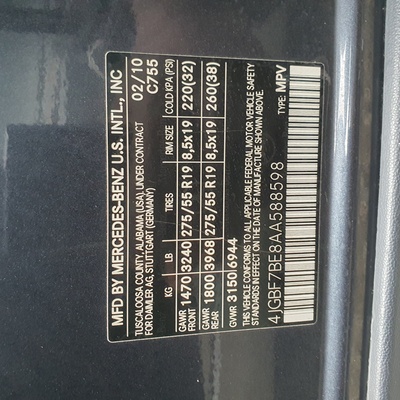 MFD BY MERCEDES-BENZ U.S. INTL., INC
TUSCALOOSA COUNTY, ALABAMA (USA), UNDER CONTRACT 02/10
FOR DAIMLER AG, STUTTGART (GERMANY) C755
KG LB TIRES RIM SIZE COLD KPA (PSI)
GAWR FRONT 1470 3240 275/55 R19 8,5x19 220(32)
GAWR REAR 1800 3968 275/55 R19 8,5x19 260(38)
GVWR 3150 6944
THIS VEHICLE CONFORMS TO ALL APPLICABLE FEDERAL MOTOR VEHICLE SAFETY
STANDARDS IN EFFECT ON THE DATE OF MANUFACTURE SHOWN ABOVE.
4JGBF7BE8AA588598 TYPE: MPV